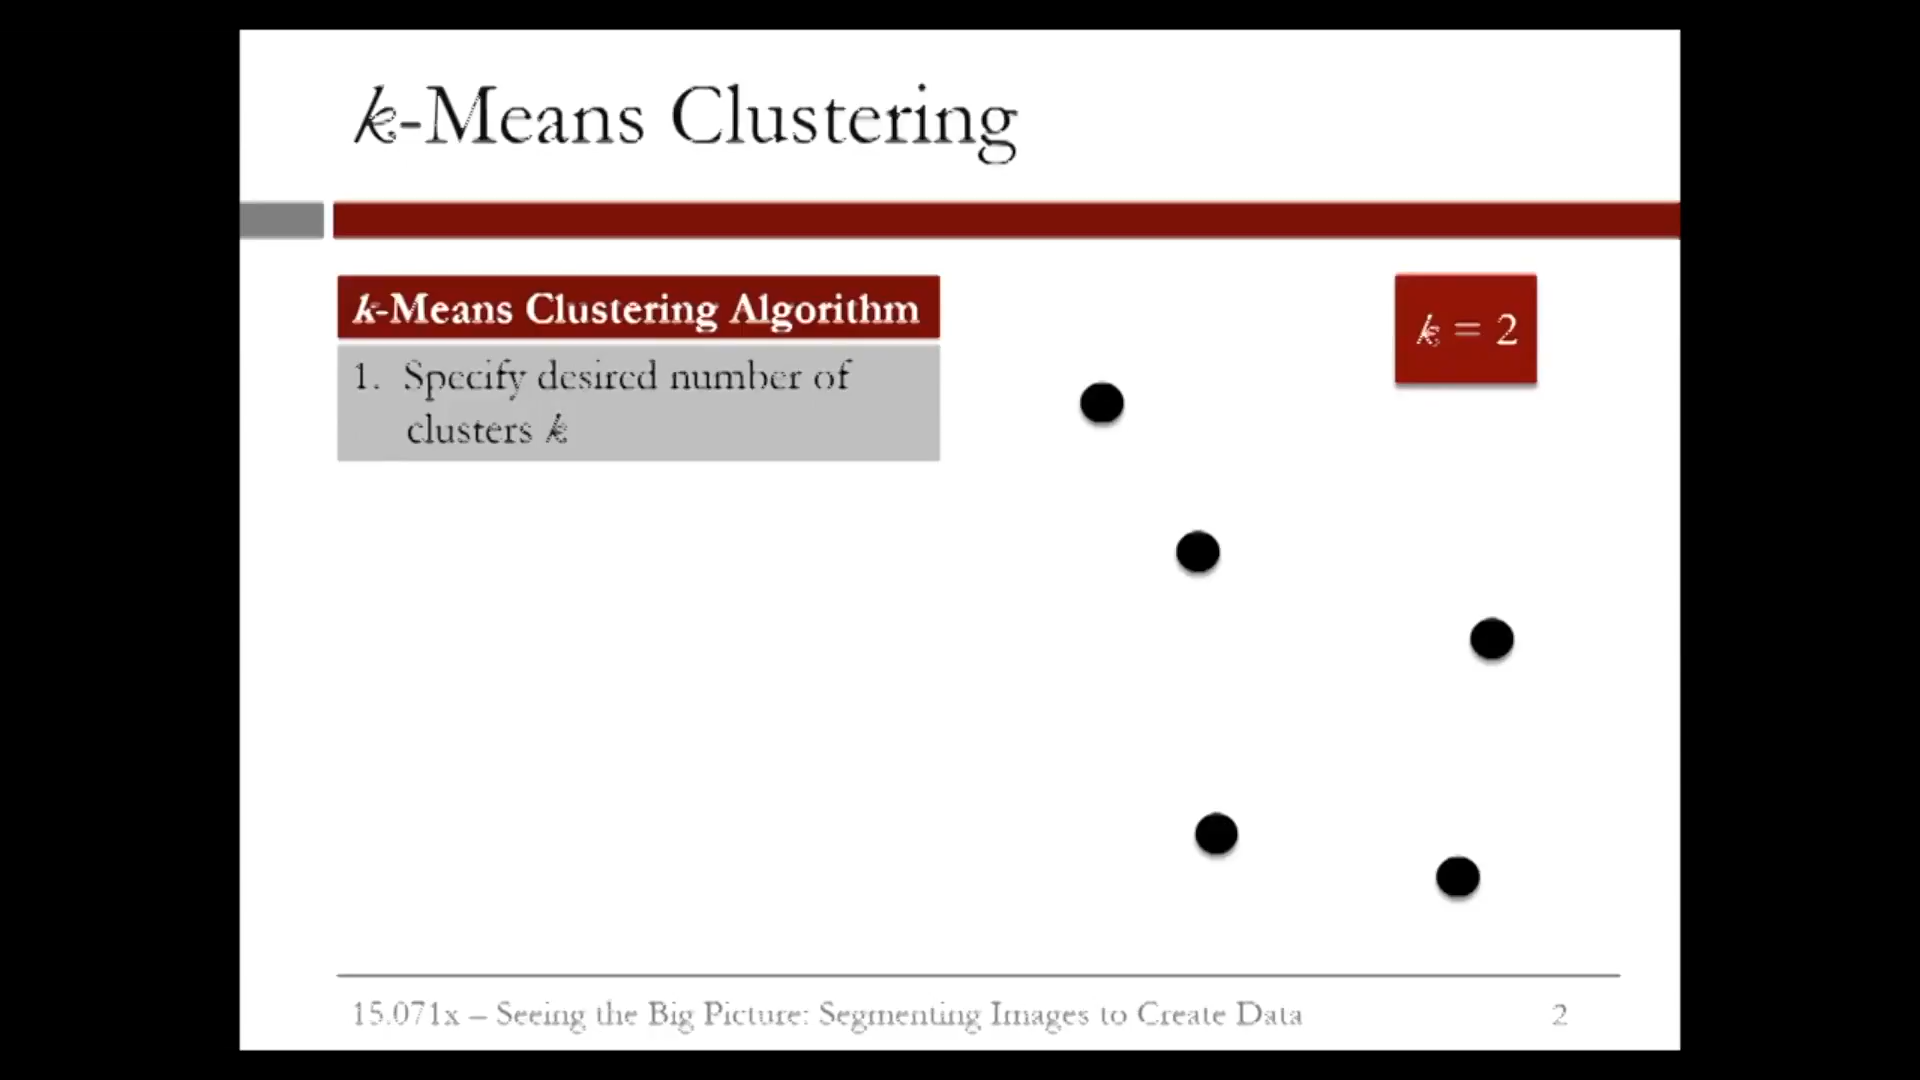 k-Means Clustering
k-Means Clustering Algorithm
1. Specify desired number of
clusters k
k = 2
15.071x – Seeing the Big Picture: Segmenting Images to Create Data
2